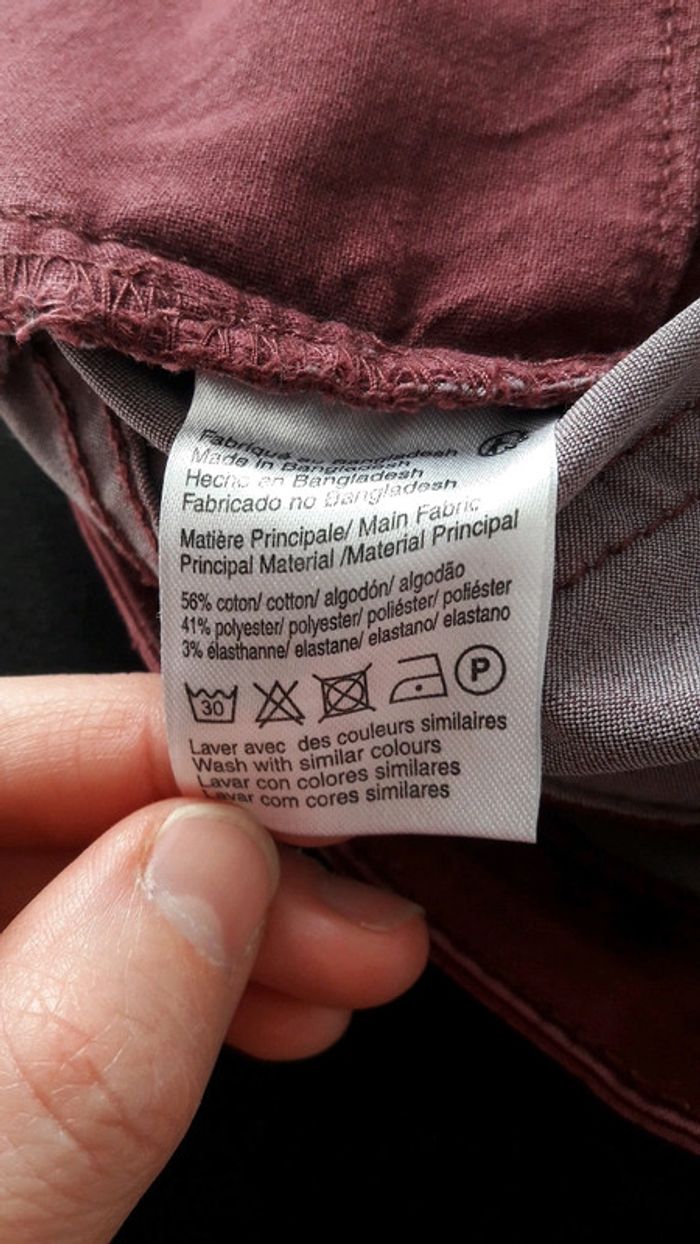 Fabriqué au Bangladesh
Made in Bangladesh
Hecho en Bangladesh
Fabricado no Bangladesh
Matière Principale/ Main Fabric
Principal Material /Material Principal
56% coton/ cotton/ algodón/ algodão
41% polyester/ polyester/ poliéster/ poliéster
3% élasthanne/ elastane/ elastano/ elastano
30 P
Laver avec des couleurs similaires
Wash with similar colours
Lavar con colores similares
Lavar com cores similares